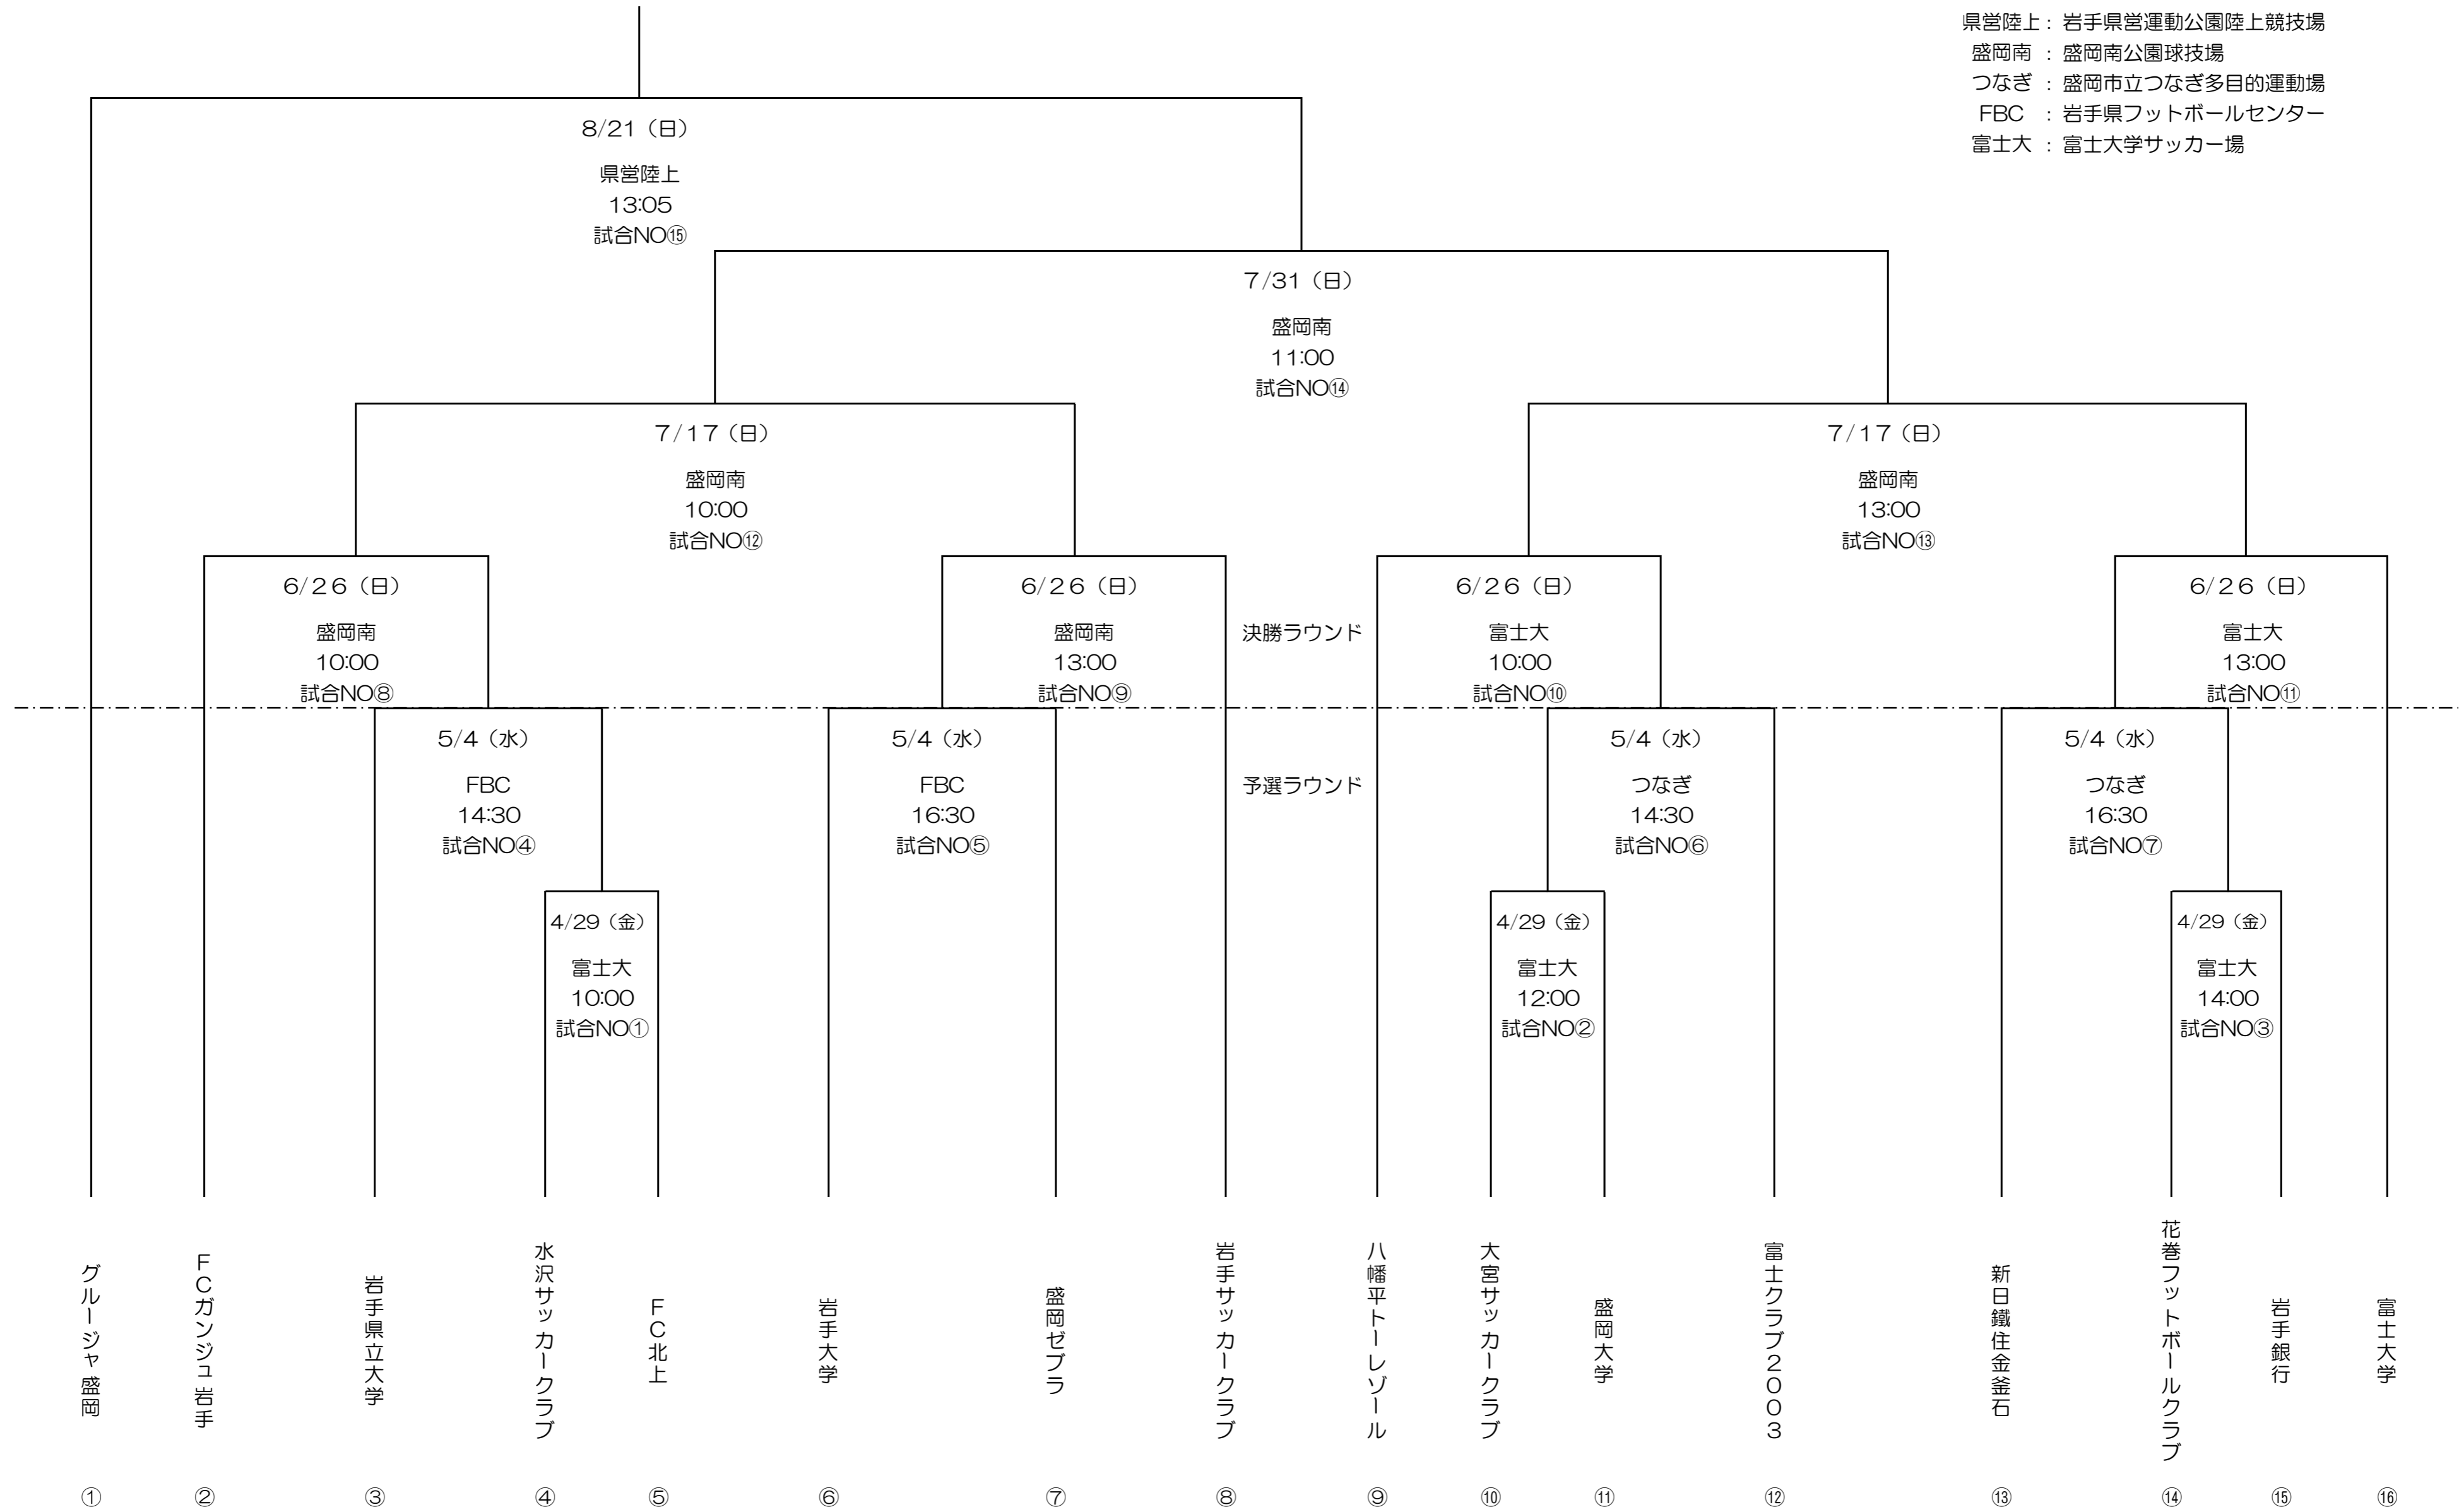 県営陸上：岩手県営運動公園陸上競技場
盛岡南：盛岡南公園球技場
つなぎ：盛岡市立つなぎ多目的運動場
FBC：岩手県フットボールセンター
富士大：富士大学サッカー場
8/21（日）
県営陸上
13:05
試合NO⑮
7/31（日）
盛岡南
11:00
試合NO⑭
7/17（日）
盛岡南
10:00
試合NO⑫
7/17（日）
盛岡南
13:00
試合NO⑬
6/26（日）
盛岡南
10:00
試合NO⑧
6/26（日）
盛岡南
13:00
試合NO⑨
決勝ラウンド
6/26（日）
富士大
10:00
試合NO⑩
6/26（日）
富士大
13:00
試合NO⑪
5/4（水）
FBC
14:30
試合NO④
5/4（水）
FBC
16:30
試合NO⑤
予選ラウンド
5/4（水）
つなぎ
14:30
試合NO⑥
5/4（水）
つなぎ
16:30
試合NO⑦
4/29（金）
富士大
10:00
試合NO①
4/29（金）
富士大
12:00
試合NO②
4/29（金）
富士大
14:00
試合NO③
グルージャ盛岡
FCガンジュ岩手
岩手県立大学
水沢サッカークラブ
FC北上
岩手大学
盛岡ゼブラ
岩手サッカークラブ
八幡平トーレゾール
大宮サッカークラブ
盛岡大学
富士クラブ2003
新日鐵住金釜石
花巻フットボールクラブ
岩手銀行
富士大学
① ② ③ ④ ⑤ ⑥ ⑦ ⑧ ⑨ ⑩ ⑪ ⑫ ⑬ ⑭ ⑮ ⑯